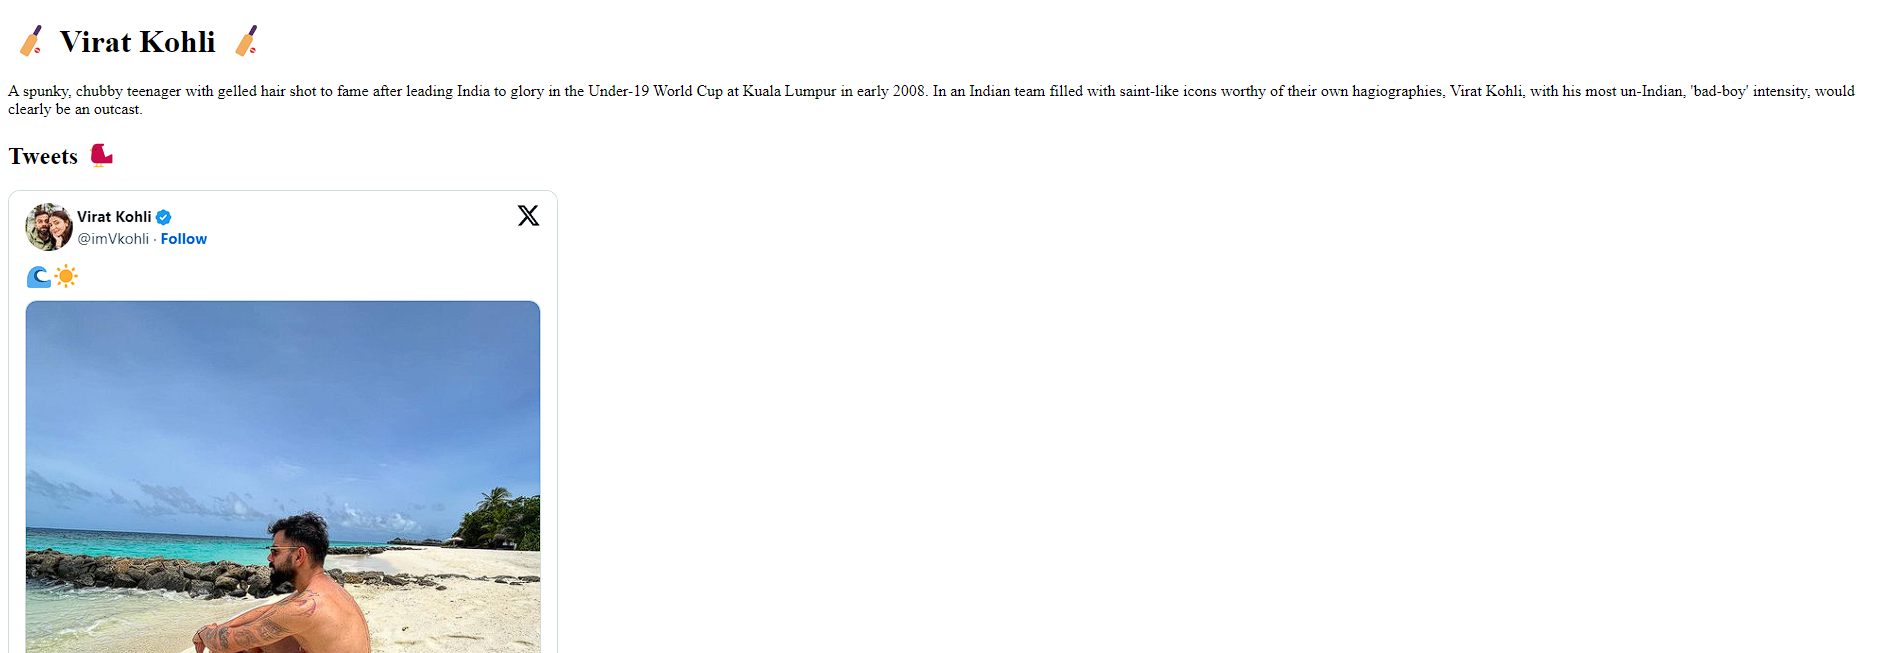 Virat Kohli
A spunky, chubby teenager with gelled hair shot to fame after leading India to glory in the Under-19 World Cup at Kuala Lumpur in early 2008. In an Indian team filled with saint-like icons worthy of their own hagiographies, Virat Kohli, with his most un-Indian, 'bad-boy' intensity, would
clearly be an outcast.
Tweets
Virat Kohli
@imVkohli · Follow